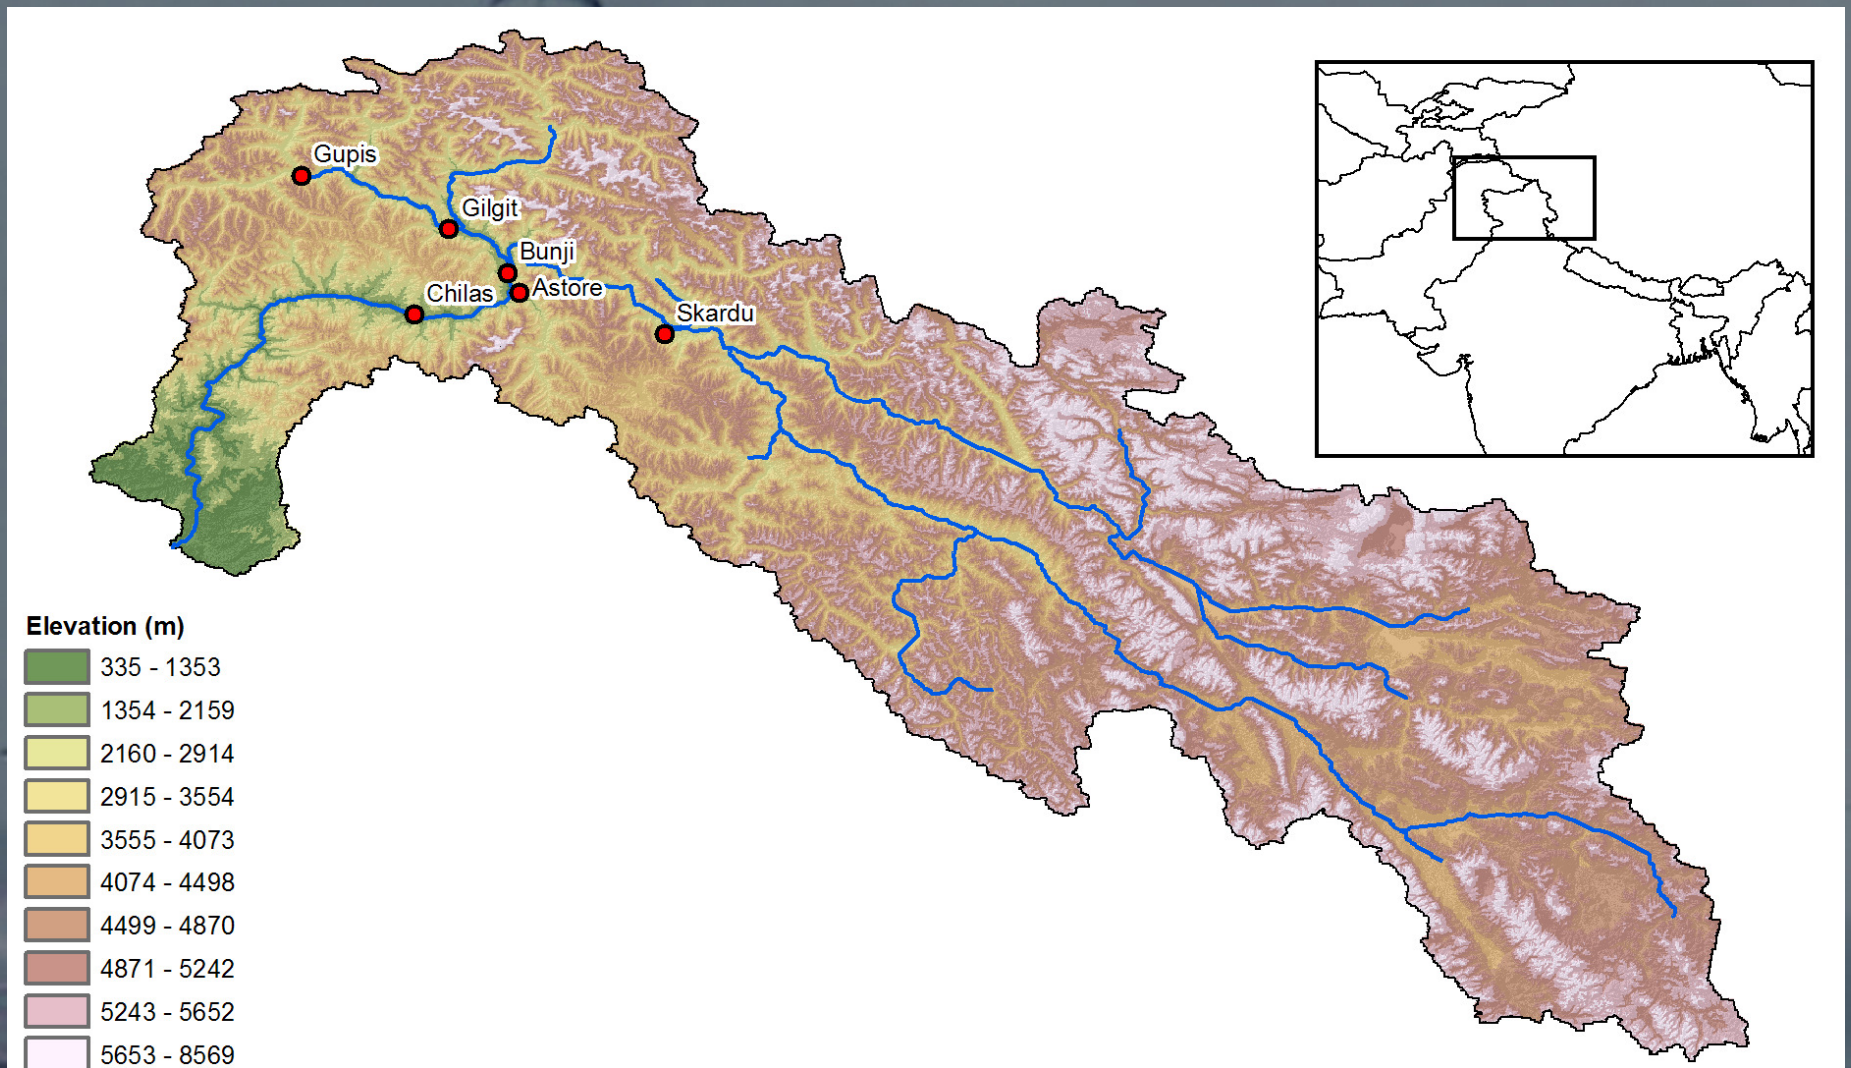 Gupis
Gilgit
Bunji
Astore
Chilas
Skardu
Elevation (m)
335 - 1353
1354 - 2159
2160 - 2914
2915 - 3554
3555 - 4073
4074 - 4498
4499 - 4870
4871 - 5242
5243 - 5652
5653 - 8569